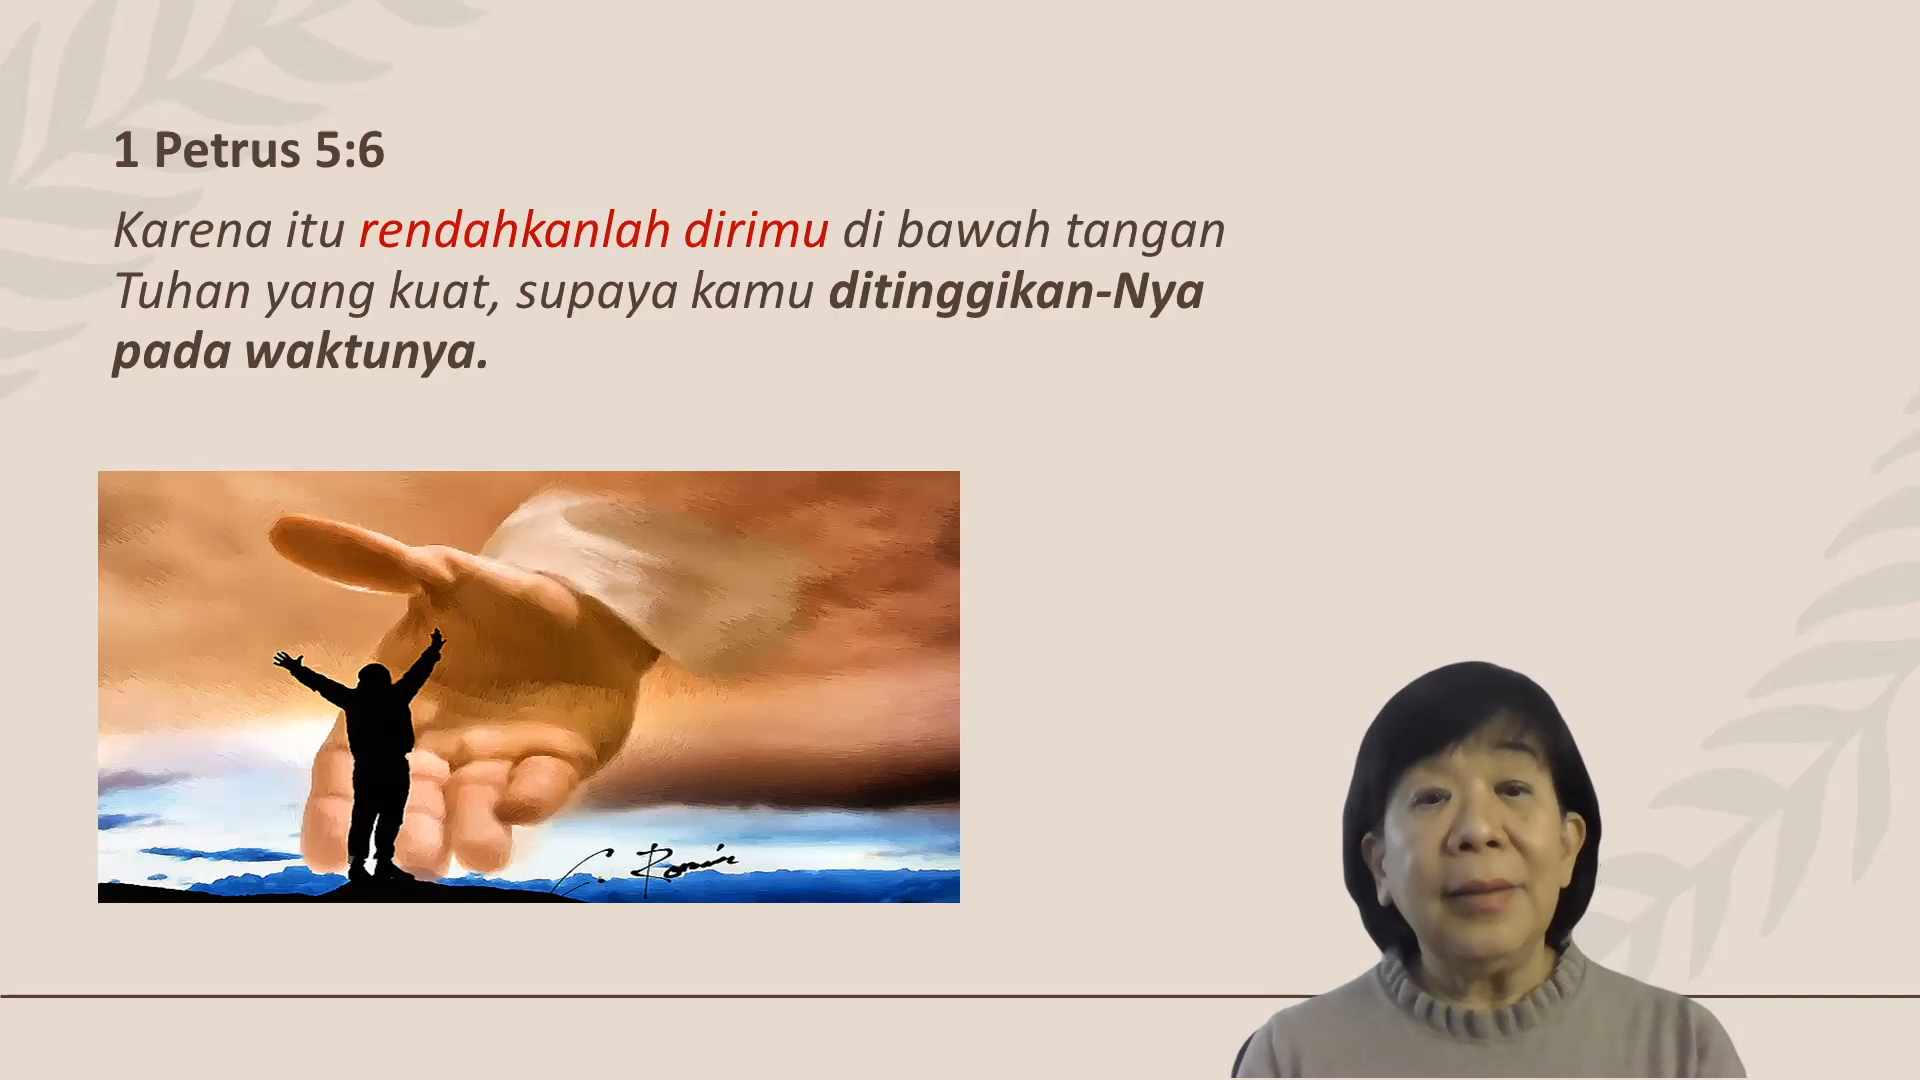 1 Petrus 5:6
Karena itu rendahkanlah dirimu di bawah tangan
Tuhan yang kuat, supaya kamu ditinggikan-Nya
pada waktunya.